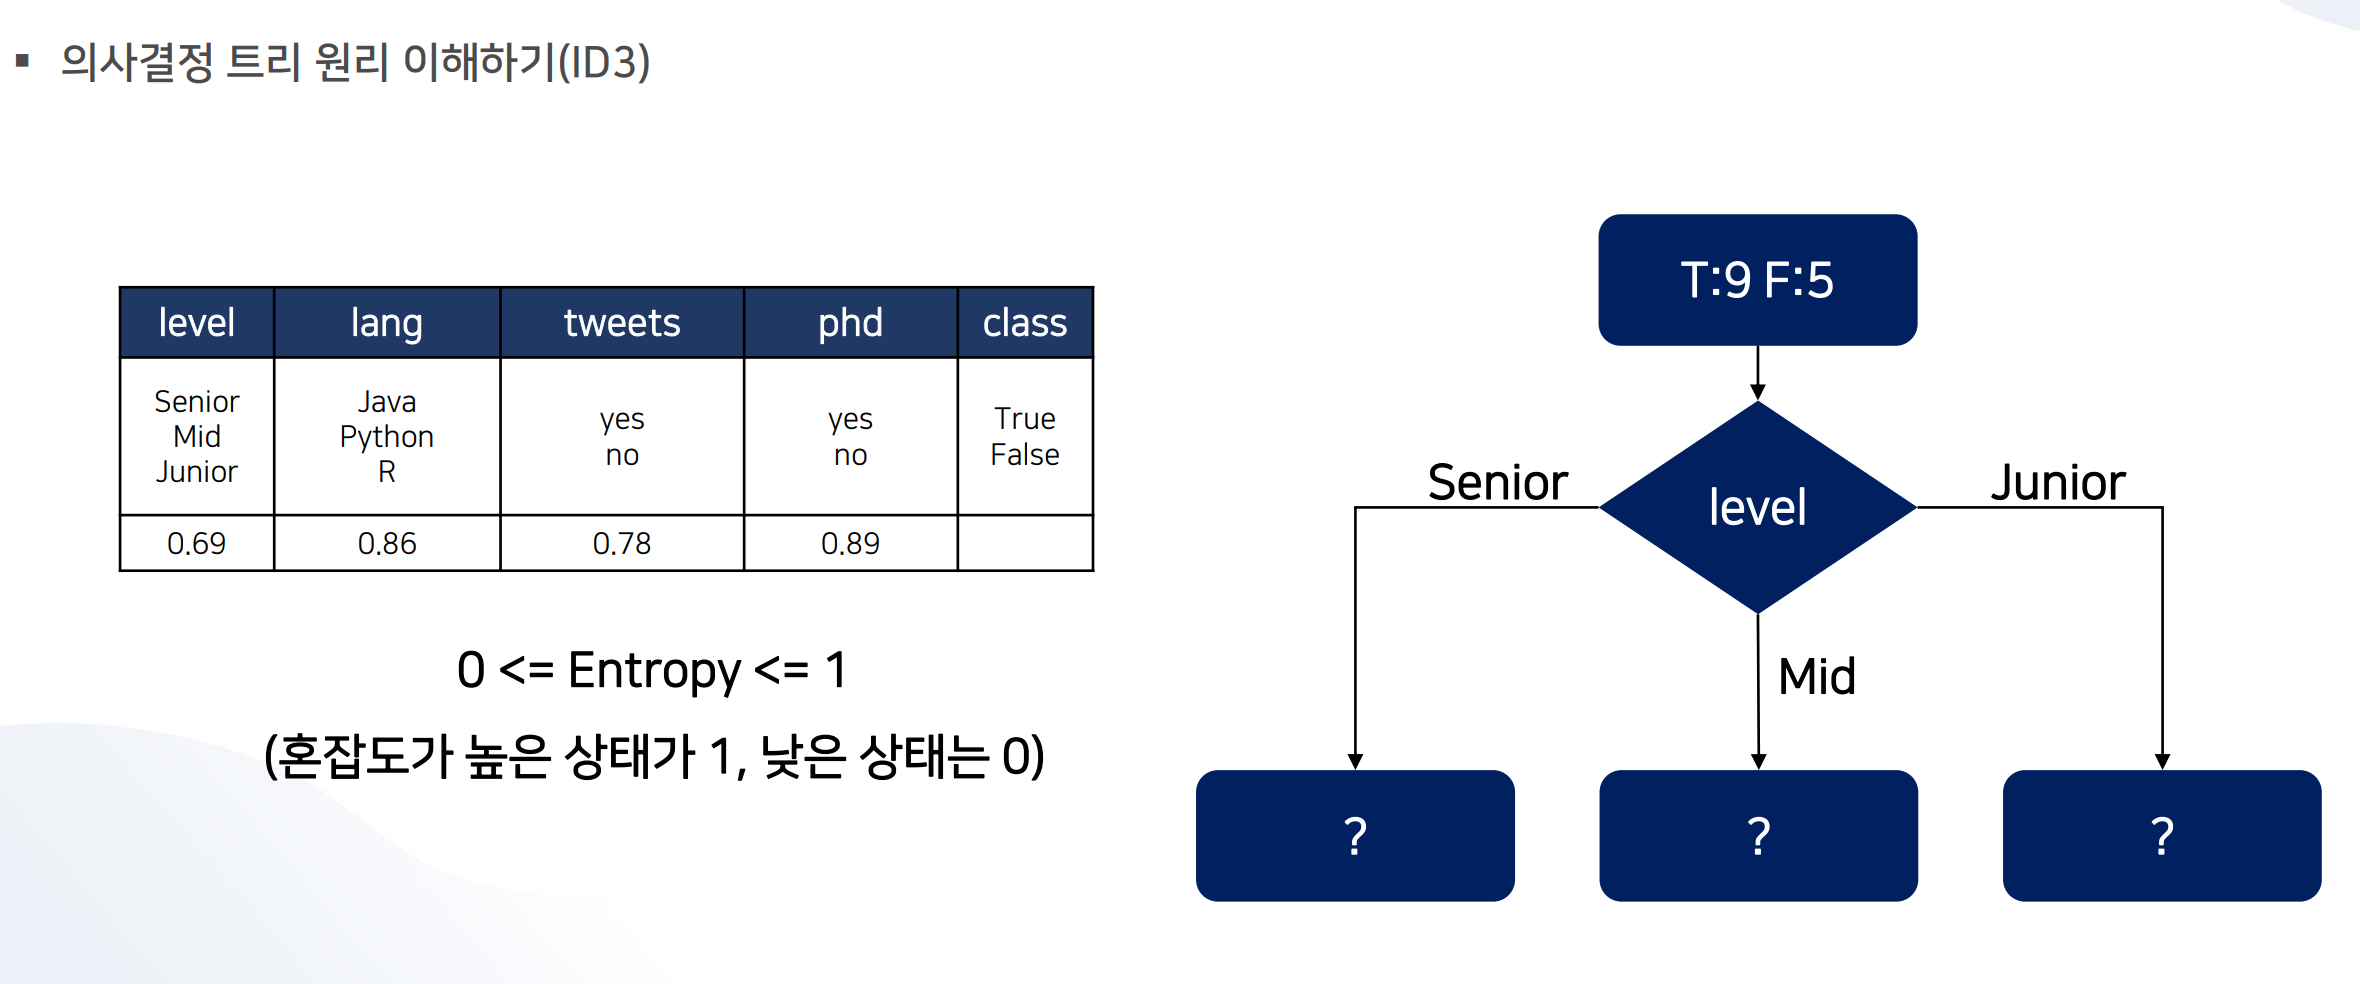 ▪ 의사결정 트리 원리 이해하기(ID3)
level lang tweets phd class
Senior
Mid
Junior
Java
Python
R
yes
no
yes
no
True
False
0.69 0.86 0.78 0.89
0 <= Entropy <= 1
(혼잡도가 높은 상태가 1, 낮은 상태는 0)
T:9 F:5
level
Senior
Junior
Mid
?
?
?